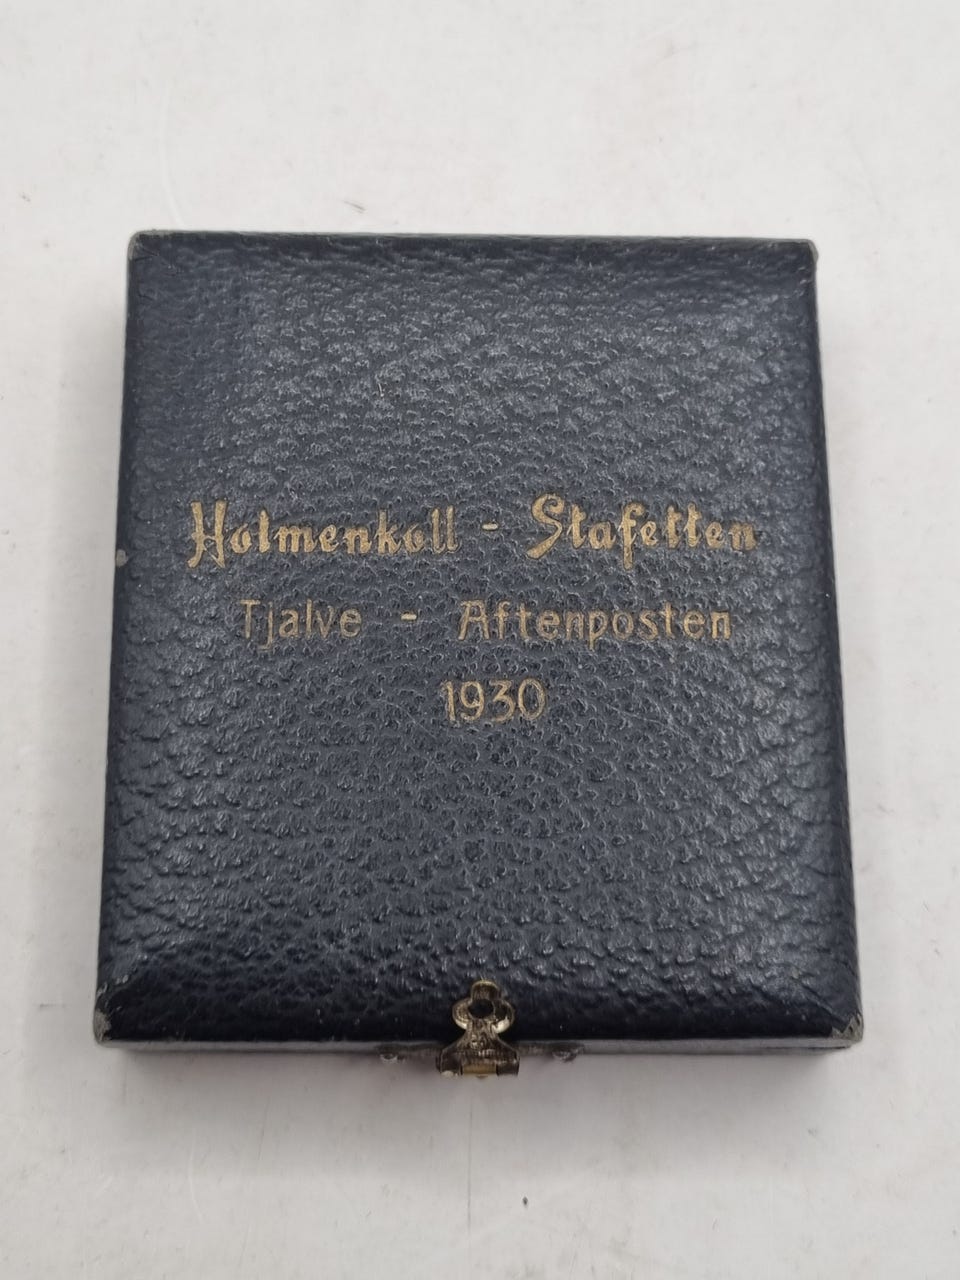 Holmenkoll - Stafetten
Tjalve - Aftenposten
1930